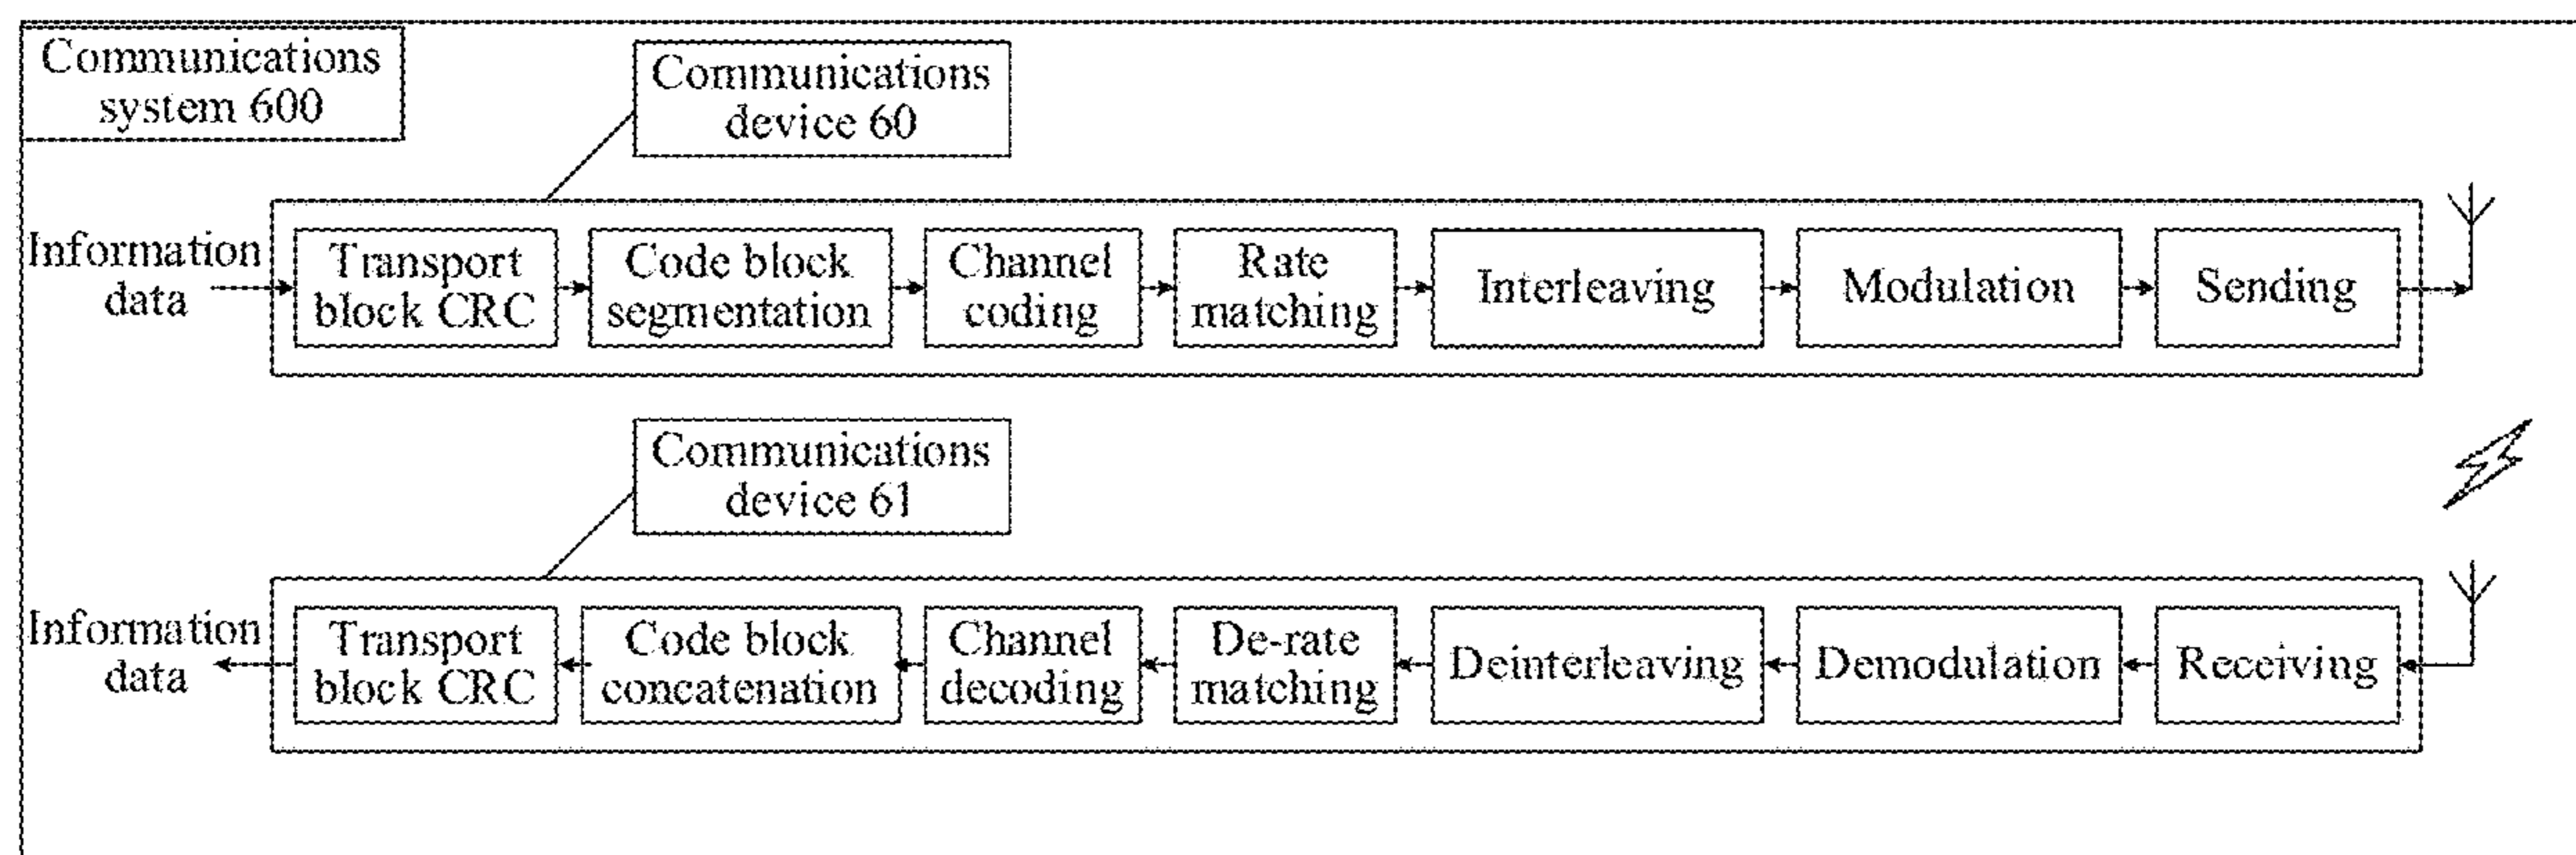 Communications
system 600
Communications
device 60
Information
data
Transport
block CRC
Code block
segmentation
Channel
coding
Rate
matching
Interleaving
Modulation
Sending
Communications
device 61
Information
data
Transport
block CRC
Code block
concatenation
Channel
decoding
De-rate
matching
Deinterleaving
Demodulation
Receiving